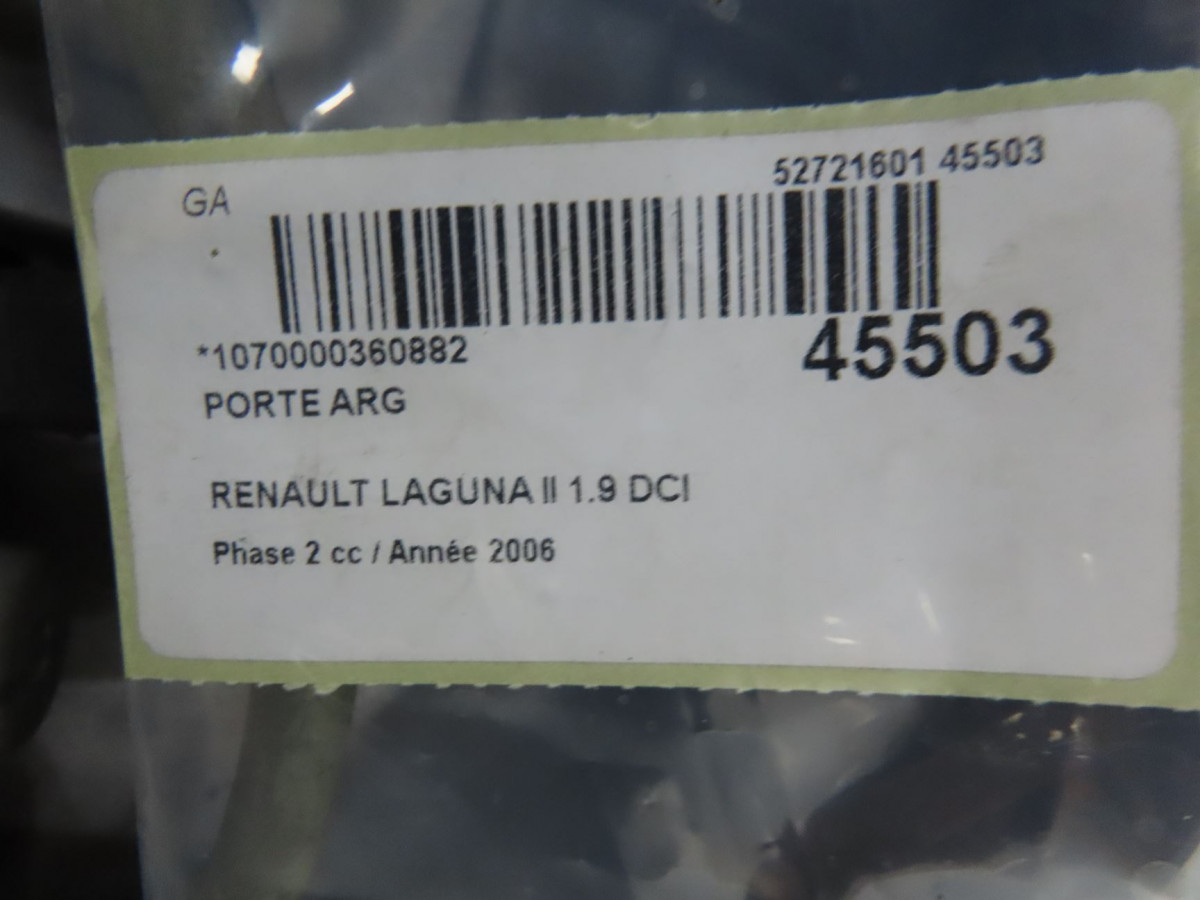 GA
52721601 45503
*1070000360882
45503
PORTE ARG
RENAULT LAGUNA II 1.9 DCI
Phase 2 cc / Année 2006